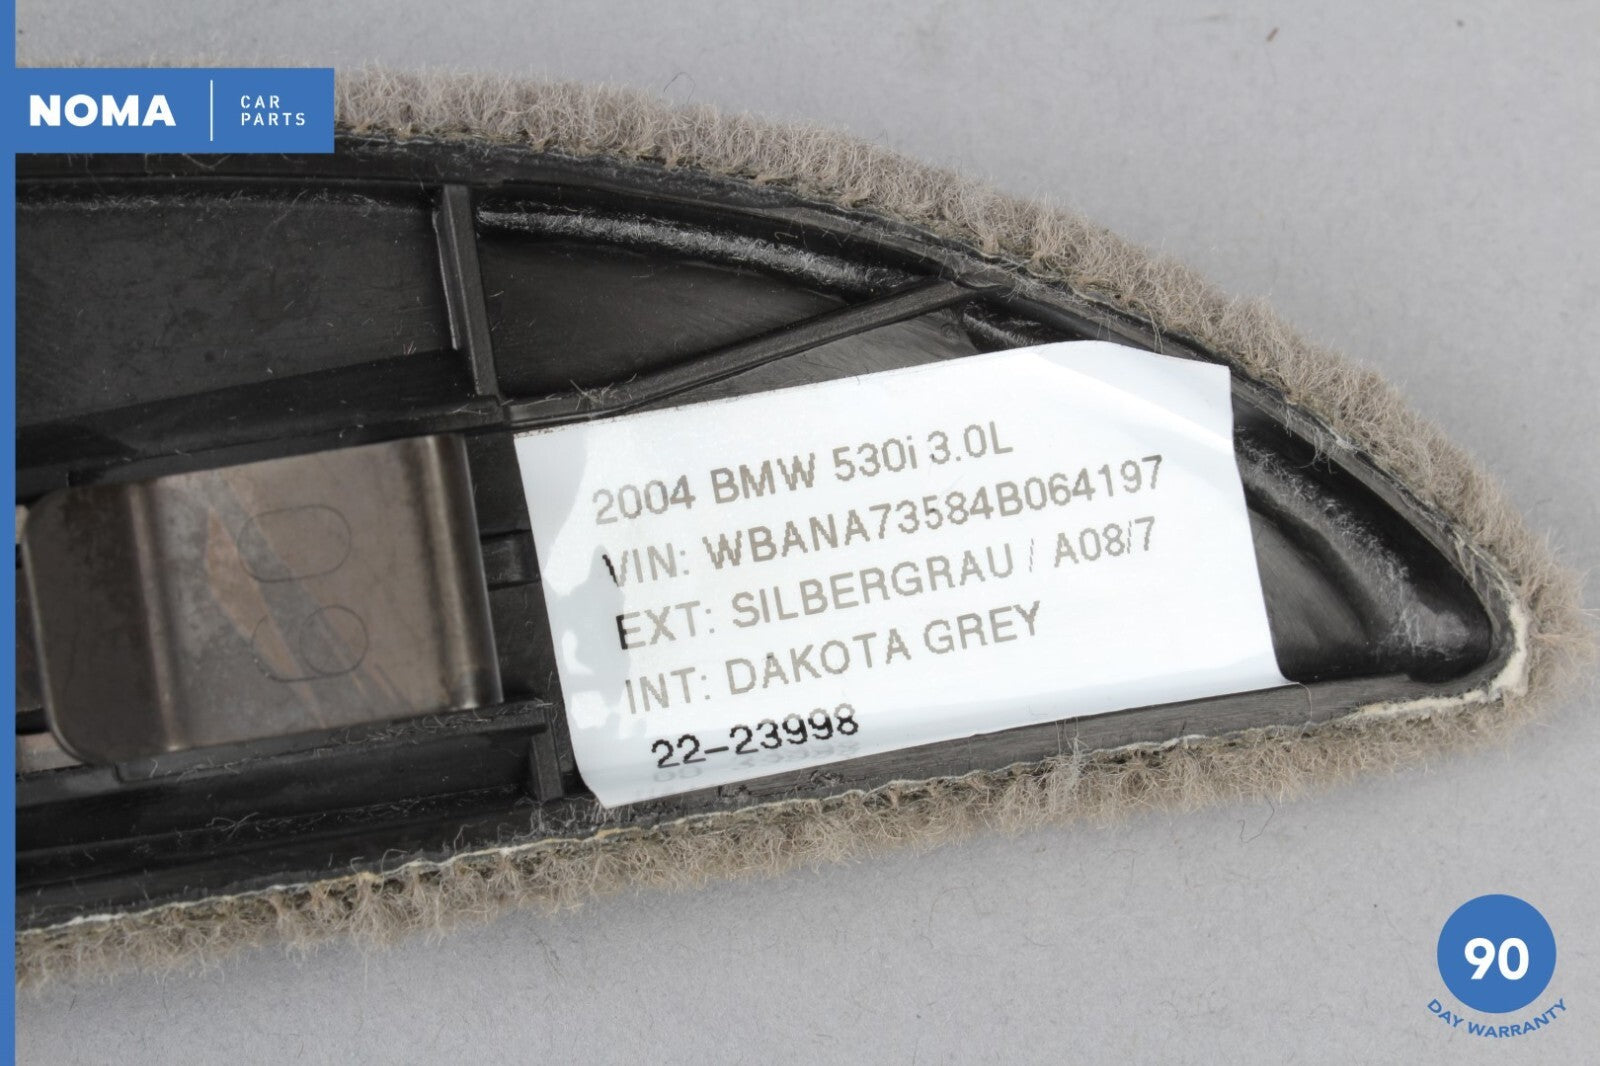 NOMA
CAR
PARTS
2004 BMW 530i 3.0L
VIN: WBANA73584B064197
EXT: SILBERGRAU / A08/7
INT: DAKOTA GREY
22-23998
90
DAY WARRANTY